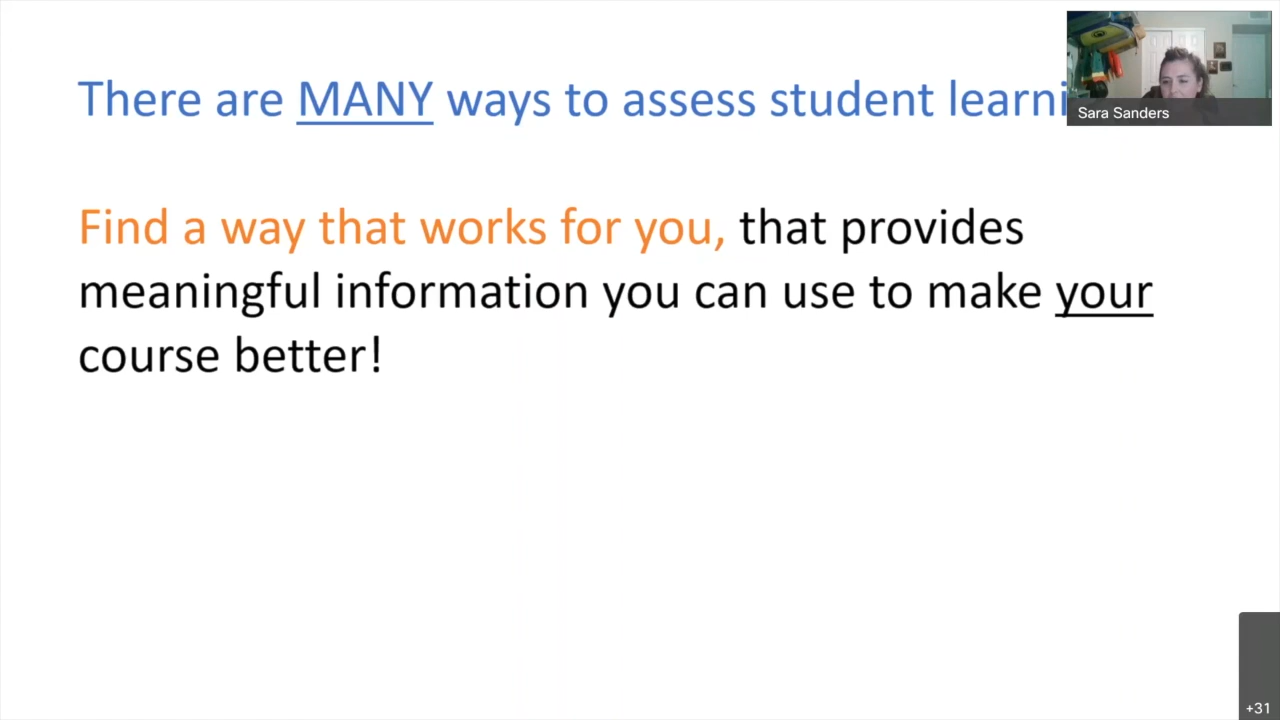 There are MANY ways to assess student learni
Sara Sanders
Find a way that works for you, that provides
meaningful information you can use to make your
course better!
+31